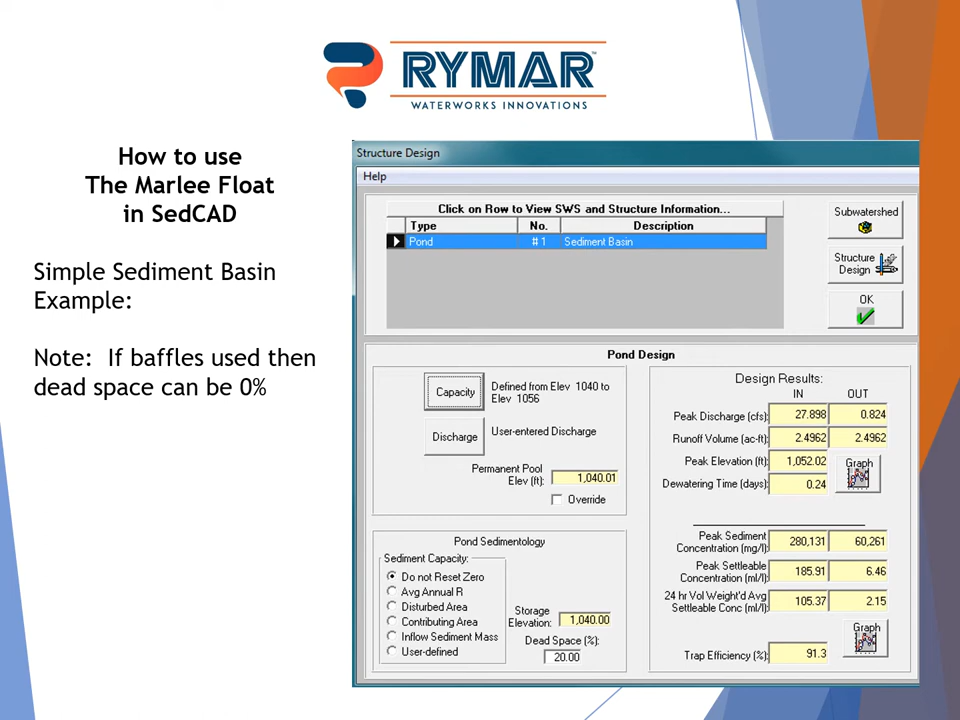 RYMAR™
WATERWORKS INNOVATIONS
How to use
The Marlee Float
in SedCAD
Simple Sediment Basin
Example:
Note: If baffles used then
dead space can be 0%
Structure Design
Help
Click on Row to View SWS and Structure Information...
Type No. Description
Pond #1 Sediment Basin
Subwatershed
Structure
Design
OK
Pond Design
Capacity
Defined from Elev 1040 to
Elev 1056
Discharge
User-entered Discharge
Permanent Pool
Elev (ft): 1,040.01
Override
Pond Sedimentology
Sediment Capacity:
Do not Reset Zero
Avg Annual R
Disturbed Area
Contributing Area
Inflow Sediment Mass
User-defined
Storage
Elevation: 1,040.00
Dead Space (%):
20.00
Design Results:
IN OUT
Peak Discharge (cfs): 27.898 0.824
Runoff Volume (ac-ft): 2.4962 2.4962
Peak Elevation (ft): 1,052.02
Dewatering Time (days): 0.24
Graph
Peak Sediment
Concentration (mg/l): 280,131 60,261
Peak Settleable
Concentration (ml/l): 185.91 6.46
24 hr Vol Weight'd Avg
Settleable Conc (ml/l): 105.37 2.15
Graph
Trap Efficiency (%): 91.3